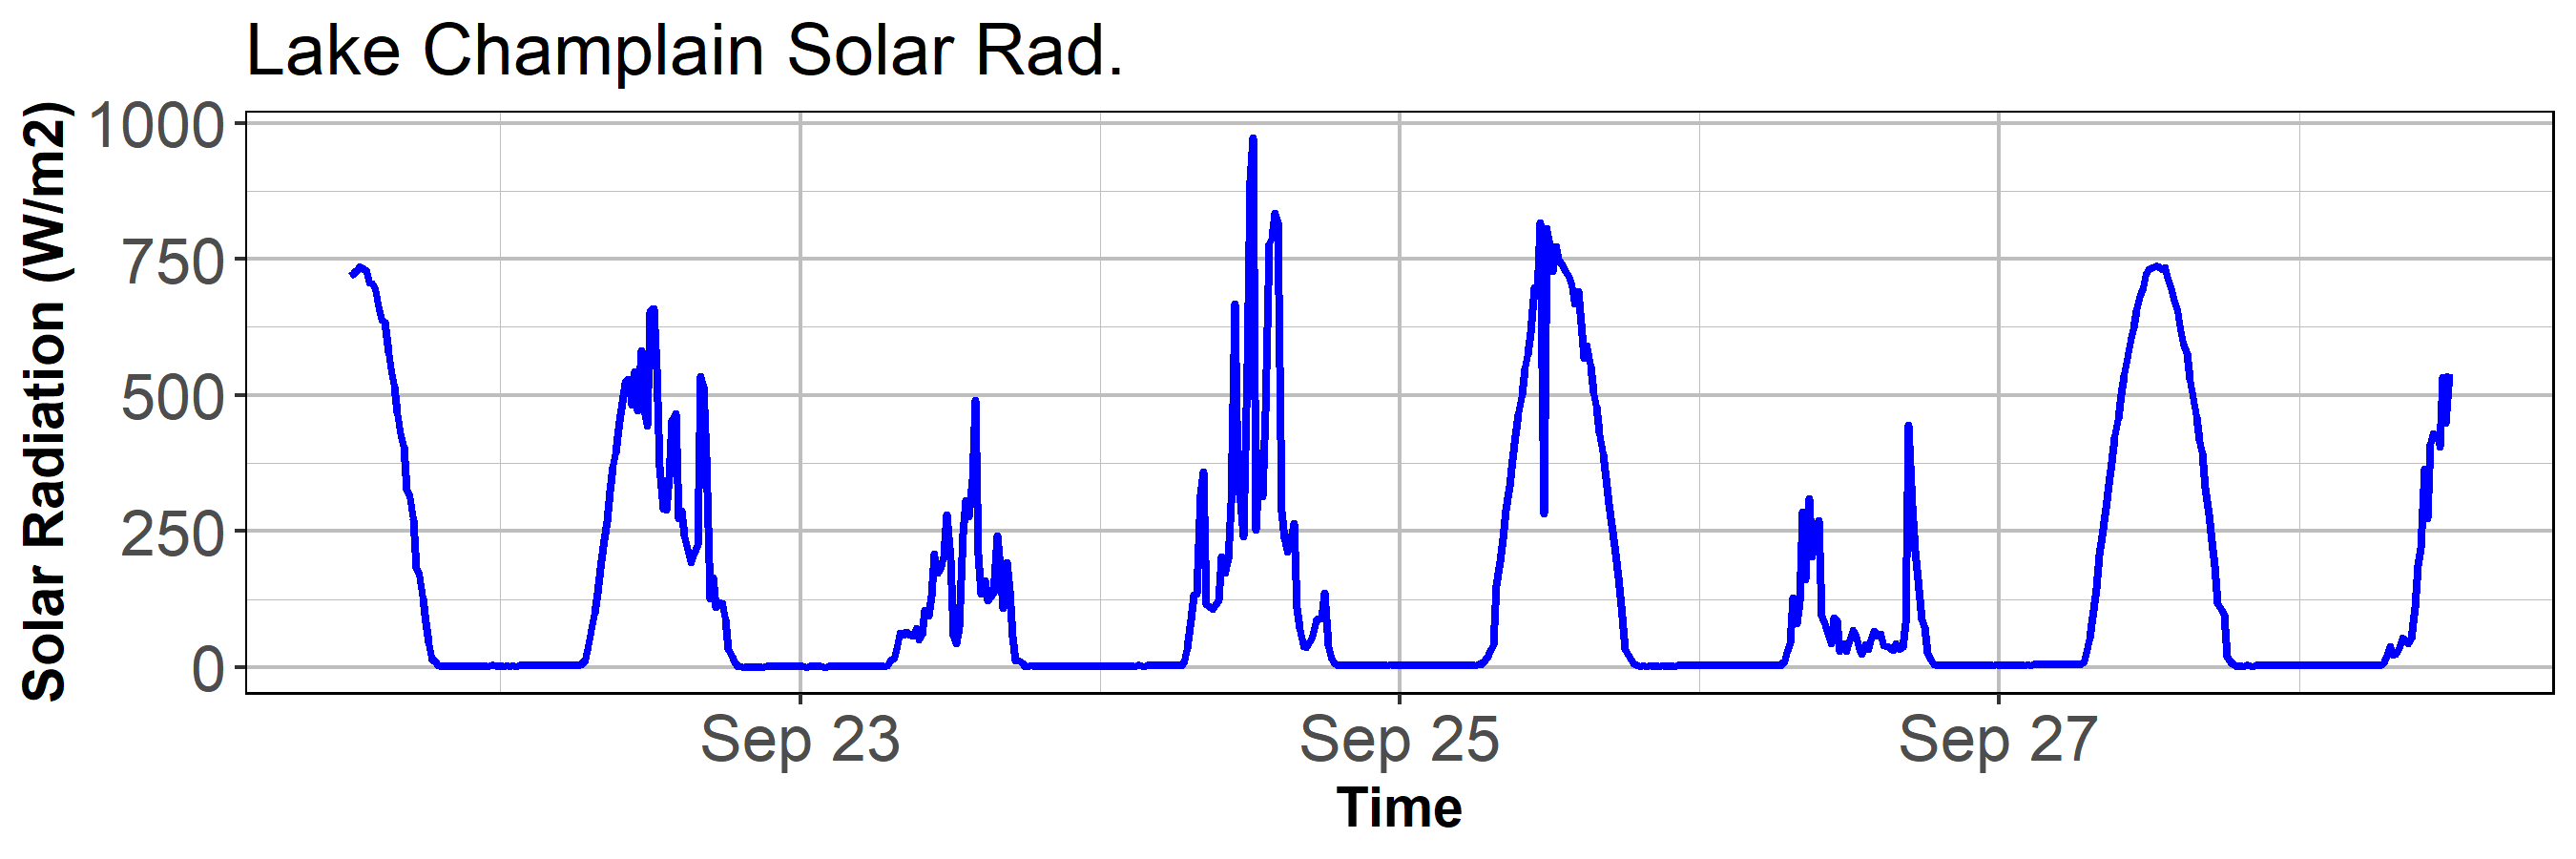 Lake Champlain Solar Rad.
Solar Radiation (W/m2)
1000
750
500
250
0
Sep 23
Sep 25
Sep 27
Time